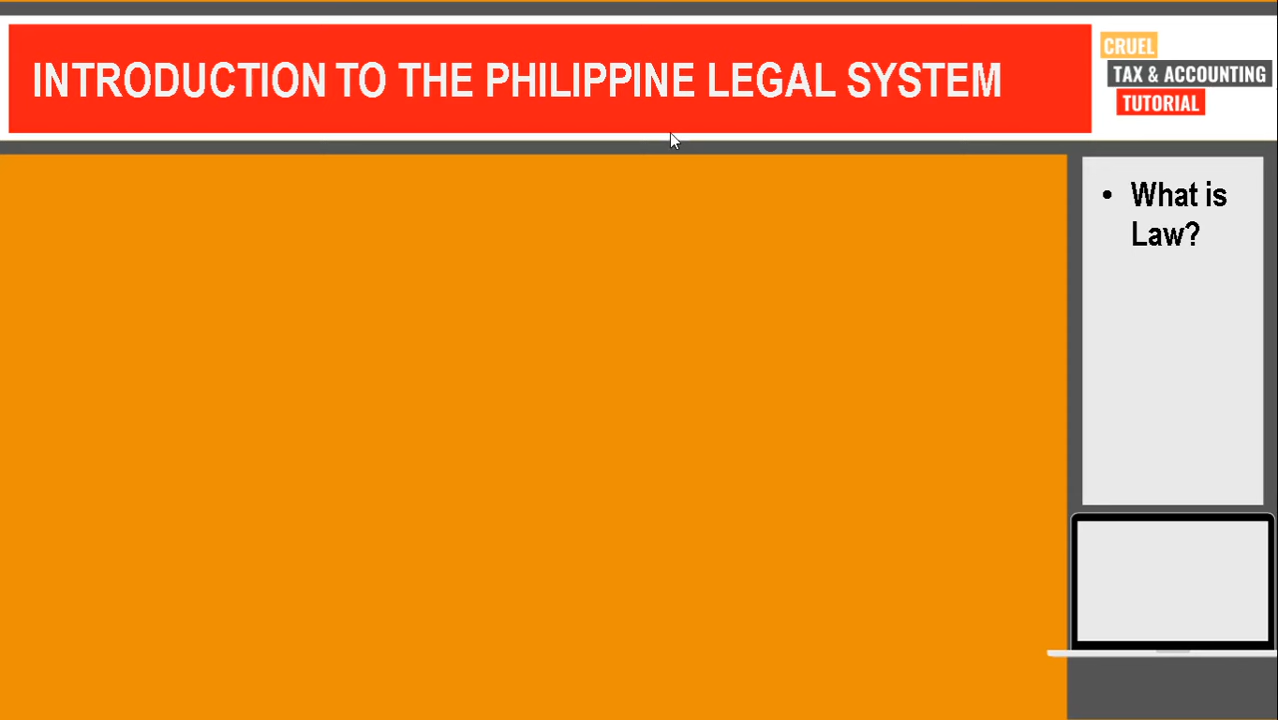 INTRODUCTION TO THE PHILIPPINE LEGAL SYSTEM
CRUEL
TAX & ACCOUNTING
TUTORIAL
• What is
Law?